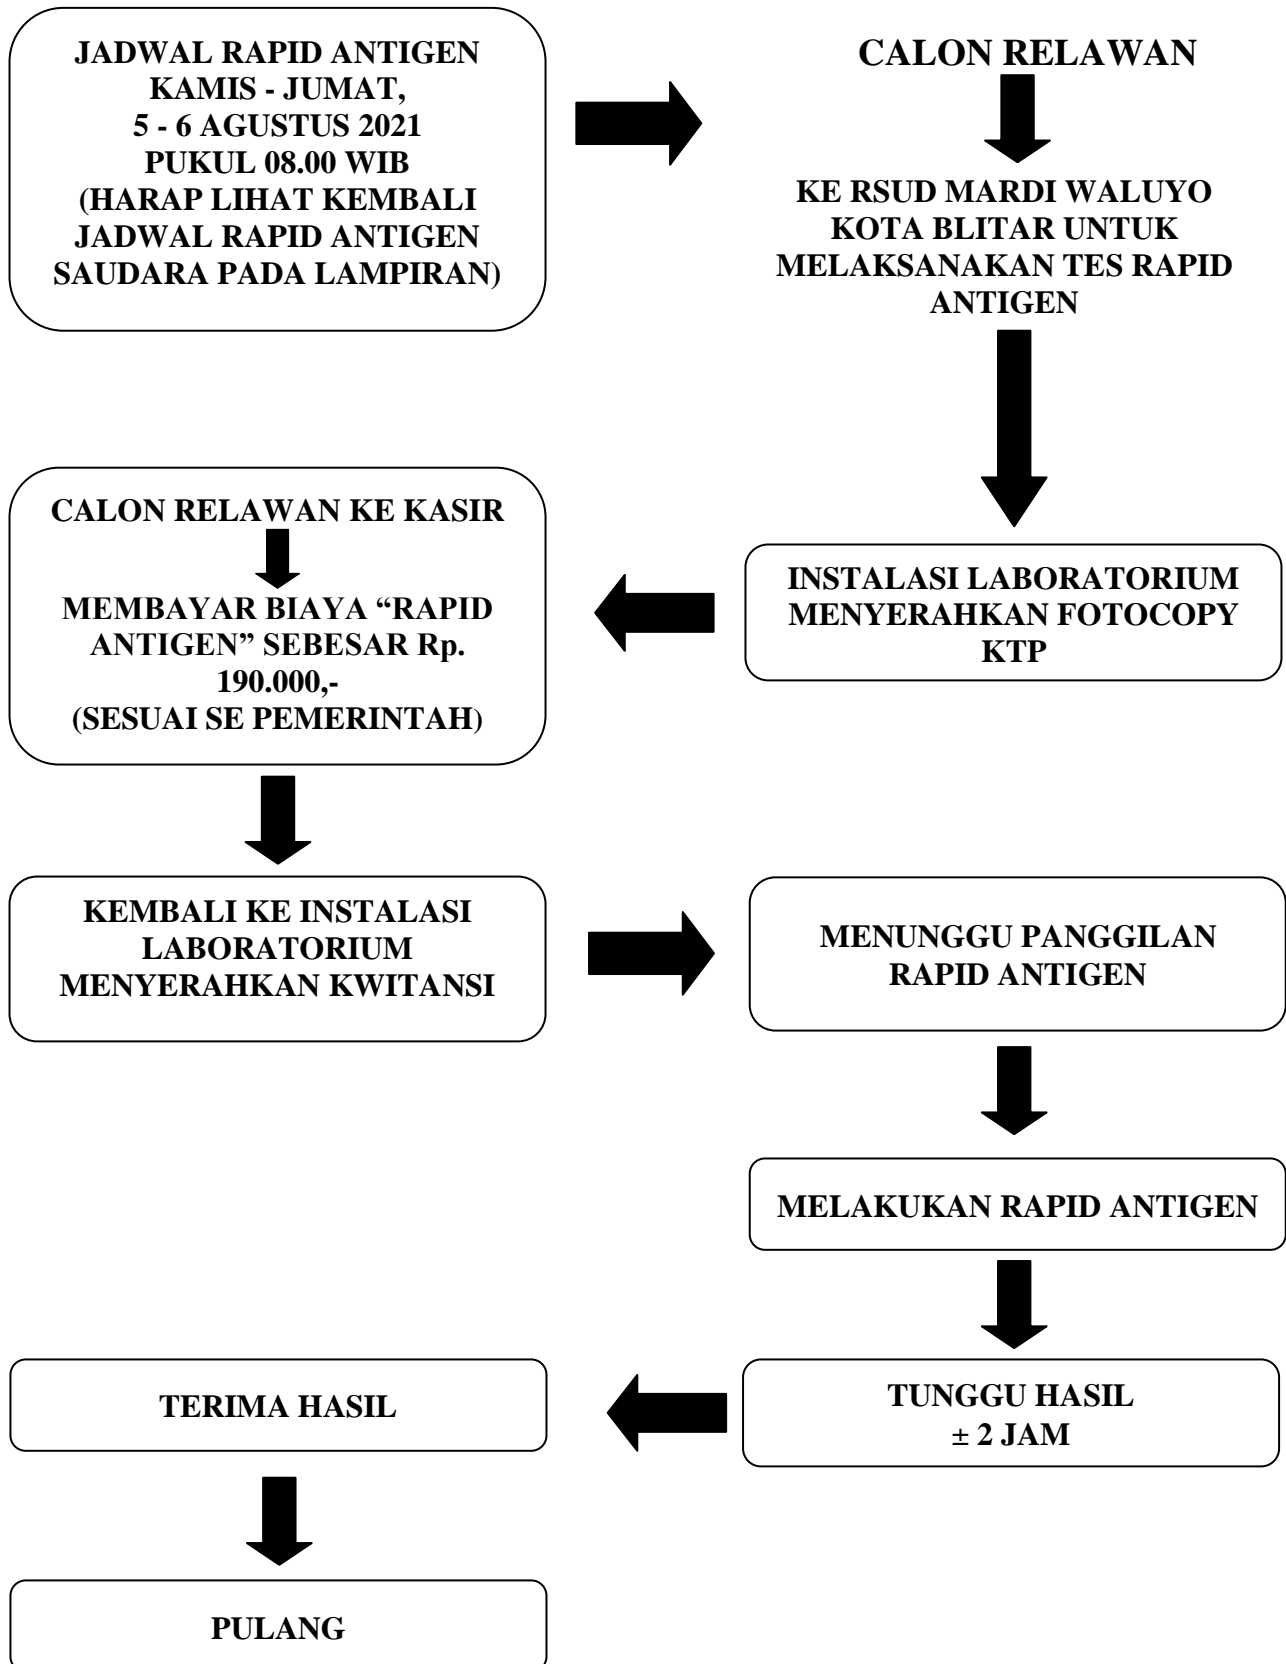 JADWAL RAPID ANTIGEN
KAMIS - JUMAT,
5 - 6 AGUSTUS 2021
PUKUL 08.00 WIB
(HARAP LIHAT KEMBALI
JADWAL RAPID ANTIGEN
SAUDARA PADA LAMPIRAN)
CALON RELAWAN
KE RSUD MARDI WALUYO
KOTA BLITAR UNTUK
MELAKSANAKAN TES RAPID
ANTIGEN
INSTALASI LABORATORIUM
MENYERAHKAN FOTOCOPY
KTP
CALON RELAWAN KE KASIR
MEMBAYAR BIAYA “RAPID
ANTIGEN” SEBESAR Rp.
190.000,-
(SESUAI SE PEMERINTAH)
KEMBALI KE INSTALASI
LABORATORIUM
MENYERAHKAN KWITANSI
MENUNGGU PANGGILAN
RAPID ANTIGEN
MELAKUKAN RAPID ANTIGEN
TUNGGU HASIL
± 2 JAM
TERIMA HASIL
PULANG